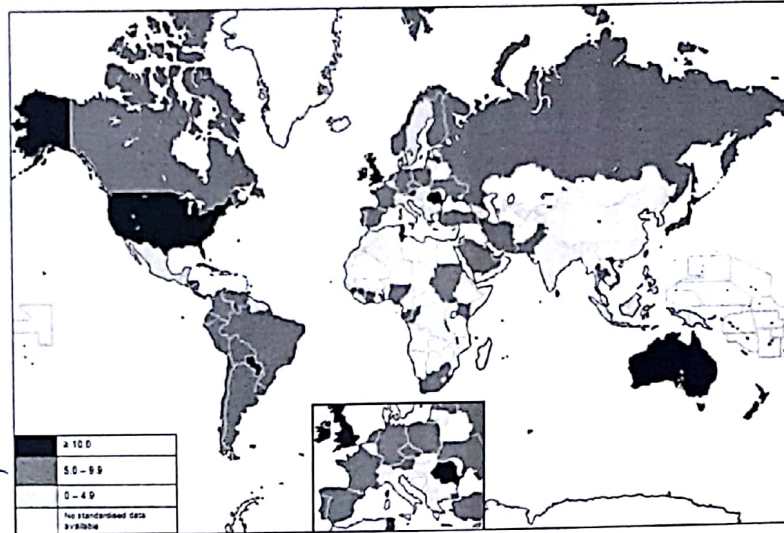 ≥ 10.0
5.0 – 9.9
0 – 4.9
No standardised data
available